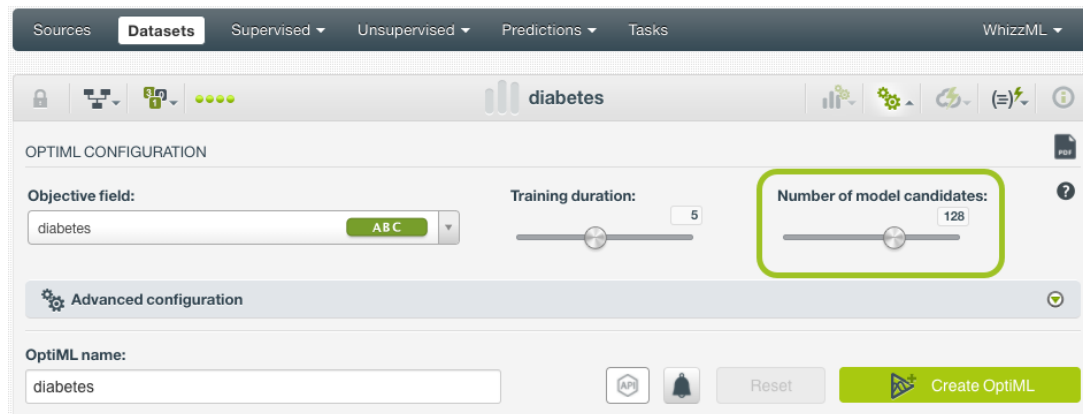 Sources Datasets Supervised Unsupervised Predictions Tasks WhizzML
diabetes
OPTIML CONFIGURATION
PDF
Objective field:
diabetes ABC
Training duration:
5
Number of model candidates:
128
?
Advanced configuration
OptiML name:
diabetes
API
Reset
Create OptiML